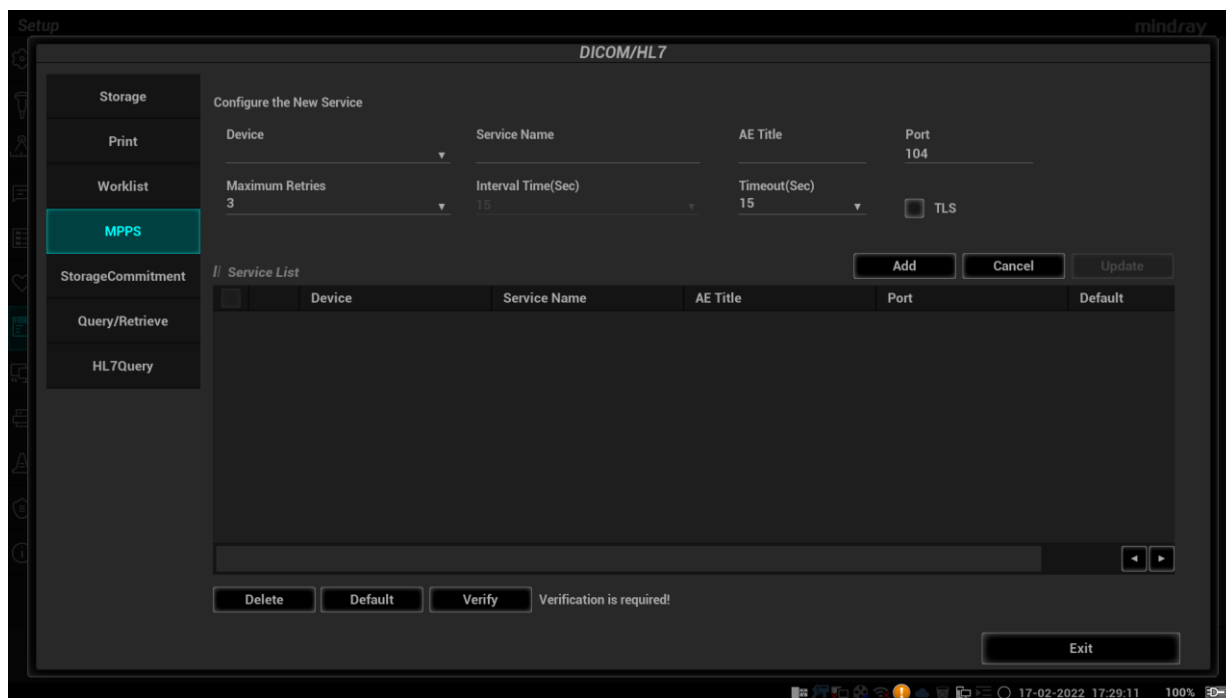 Setup
mindray
DICOM/HL7
Storage
Print
Worklist
MPPS
StorageCommitment
Query/Retrieve
HL7Query
Configure the New Service
Device Service Name AE Title Port
104
Maximum Retries Interval Time(Sec) Timeout(Sec)
3 15 15 TLS
Service List Add Cancel Update
Device Service Name AE Title Port Default
Delete Default Verify Verification is required!
Exit
17-02-2022 17:29:11 100%